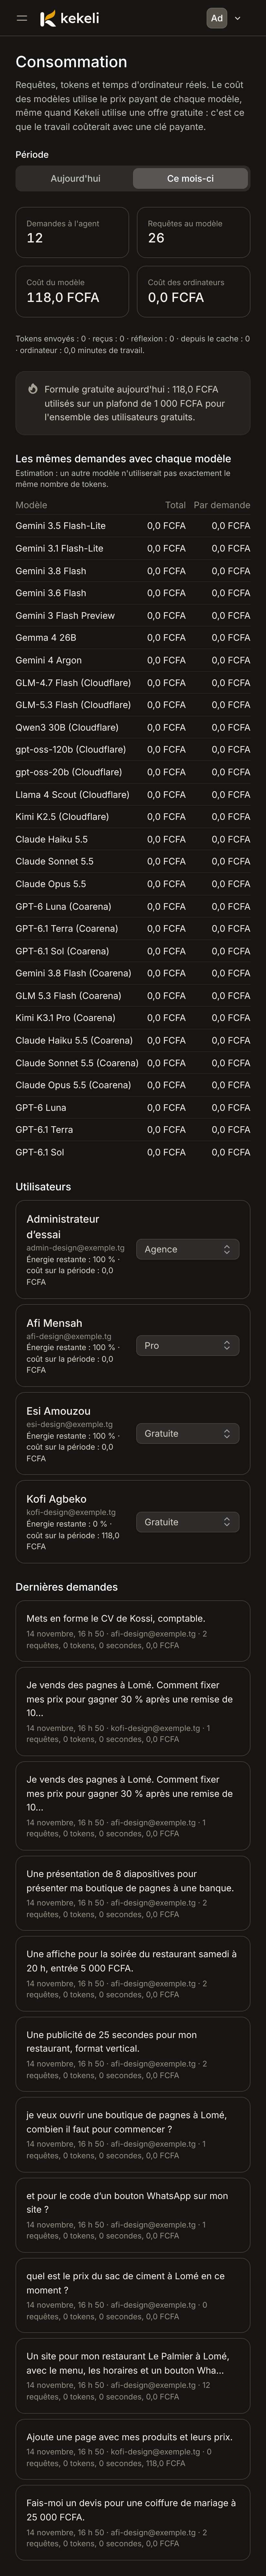 kekeli
Ad
Consommation
Requêtes, tokens et temps d'ordinateur réels. Le coût
des modèles utilise le prix payant de chaque modèle,
même quand Kekeli utilise une offre gratuite : c'est ce
que le travail coûterait avec une clé payante.
Période
Aujourd'hui
Ce mois-ci
Demandes à l'agent
12
Requêtes au modèle
26
Coût du modèle
118,0 FCFA
Coût des ordinateurs
0,0 FCFA
Tokens envoyés : 0 · reçus : 0 · réflexion : 0 · depuis le cache : 0
· ordinateur : 0,0 minutes de travail.
Formule gratuite aujourd'hui : 118,0 FCFA
utilisés sur un plafond de 1 000 FCFA pour
l'ensemble des utilisateurs gratuits.
Les mêmes demandes avec chaque modèle
Estimation : un autre modèle n'utiliserait pas exactement le
même nombre de tokens.
Modèle Total Par demande
Gemini 3.5 Flash-Lite 0,0 FCFA 0,0 FCFA
Gemini 3.1 Flash-Lite 0,0 FCFA 0,0 FCFA
Gemini 3.8 Flash 0,0 FCFA 0,0 FCFA
Gemini 3.6 Flash 0,0 FCFA 0,0 FCFA
Gemini 3 Flash Preview 0,0 FCFA 0,0 FCFA
Gemma 4 26B 0,0 FCFA 0,0 FCFA
Gemini 4 Argon 0,0 FCFA 0,0 FCFA
GLM-4.7 Flash (Cloudflare) 0,0 FCFA 0,0 FCFA
GLM-5.3 Flash (Cloudflare) 0,0 FCFA 0,0 FCFA
Qwen3 30B (Cloudflare) 0,0 FCFA 0,0 FCFA
gpt-oss-120b (Cloudflare) 0,0 FCFA 0,0 FCFA
gpt-oss-20b (Cloudflare) 0,0 FCFA 0,0 FCFA
Llama 4 Scout (Cloudflare) 0,0 FCFA 0,0 FCFA
Kimi K2.5 (Cloudflare) 0,0 FCFA 0,0 FCFA
Claude Haiku 5.5 0,0 FCFA 0,0 FCFA
Claude Sonnet 5.5 0,0 FCFA 0,0 FCFA
Claude Opus 5.5 0,0 FCFA 0,0 FCFA
GPT-6 Luna (Coarena) 0,0 FCFA 0,0 FCFA
GPT-6.1 Terra (Coarena) 0,0 FCFA 0,0 FCFA
GPT-6.1 Sol (Coarena) 0,0 FCFA 0,0 FCFA
Gemini 3.8 Flash (Coarena) 0,0 FCFA 0,0 FCFA
GLM 5.3 Flash (Coarena) 0,0 FCFA 0,0 FCFA
Kimi K3.1 Pro (Coarena) 0,0 FCFA 0,0 FCFA
Claude Haiku 5.5 (Coarena) 0,0 FCFA 0,0 FCFA
Claude Sonnet 5.5 (Coarena) 0,0 FCFA 0,0 FCFA
Claude Opus 5.5 (Coarena) 0,0 FCFA 0,0 FCFA
GPT-6 Luna 0,0 FCFA 0,0 FCFA
GPT-6.1 Terra 0,0 FCFA 0,0 FCFA
GPT-6.1 Sol 0,0 FCFA 0,0 FCFA
Utilisateurs
Administrateur
d'essai
admin-design@exemple.tg
Énergie restante : 100 % ·
coût sur la période : 0,0
FCFA
Agence
Afi Mensah
afi-design@exemple.tg
Énergie restante : 100 % ·
coût sur la période : 0,0
FCFA
Pro
Esi Amouzou
esi-design@exemple.tg
Énergie restante : 100 % ·
coût sur la période : 0,0
FCFA
Gratuite
Kofi Agbeko
kofi-design@exemple.tg
Énergie restante : 0 % ·
coût sur la période : 118,0
FCFA
Gratuite
Dernières demandes
Mets en forme le CV de Kossi, comptable.
14 novembre, 16 h 50 · afi-design@exemple.tg · 2
requêtes, 0 tokens, 0 secondes, 0,0 FCFA
Je vends des pagnes à Lomé. Comment fixer
mes prix pour gagner 30 % après une remise de
10...
14 novembre, 16 h 50 · kofi-design@exemple.tg · 1
requêtes, 0 tokens, 0 secondes, 0,0 FCFA
Je vends des pagnes à Lomé. Comment fixer
mes prix pour gagner 30 % après une remise de
10...
14 novembre, 16 h 50 · afi-design@exemple.tg · 1
requêtes, 0 tokens, 0 secondes, 0,0 FCFA
Une présentation de 8 diapositives pour
présenter ma boutique de pagnes à une banque.
14 novembre, 16 h 50 · afi-design@exemple.tg · 2
requêtes, 0 tokens, 0 secondes, 0,0 FCFA
Une affiche pour la soirée du restaurant samedi à
20 h, entrée 5 000 FCFA.
14 novembre, 16 h 50 · afi-design@exemple.tg · 2
requêtes, 0 tokens, 0 secondes, 0,0 FCFA
Une publicité de 25 secondes pour mon
restaurant, format vertical.
14 novembre, 16 h 50 · afi-design@exemple.tg · 2
requêtes, 0 tokens, 0 secondes, 0,0 FCFA
je veux ouvrir une boutique de pagnes à Lomé,
combien il faut pour commencer ?
14 novembre, 16 h 50 · afi-design@exemple.tg · 1
requêtes, 0 tokens, 0 secondes, 0,0 FCFA
et pour le code d'un bouton WhatsApp sur mon
site ?
14 novembre, 16 h 50 · afi-design@exemple.tg · 1
requêtes, 0 tokens, 0 secondes, 0,0 FCFA
quel est le prix du sac de ciment à Lomé en ce
moment ?
14 novembre, 16 h 50 · afi-design@exemple.tg · 0
requêtes, 0 tokens, 0 secondes, 0,0 FCFA
Un site pour mon restaurant Le Palmier à Lomé,
avec le menu, les horaires et un bouton Wha...
14 novembre, 16 h 50 · afi-design@exemple.tg · 12
requêtes, 0 tokens, 0 secondes, 0,0 FCFA
Ajoute une page avec mes produits et leurs prix.
14 novembre, 16 h 50 · kofi-design@exemple.tg · 0
requêtes, 0 tokens, 0 secondes, 118,0 FCFA
Fais-moi un devis pour une coiffure de mariage à
25 000 FCFA.
14 novembre, 16 h 50 · afi-design@exemple.tg · 2
requêtes, 0 tokens, 0 secondes, 0,0 FCFA